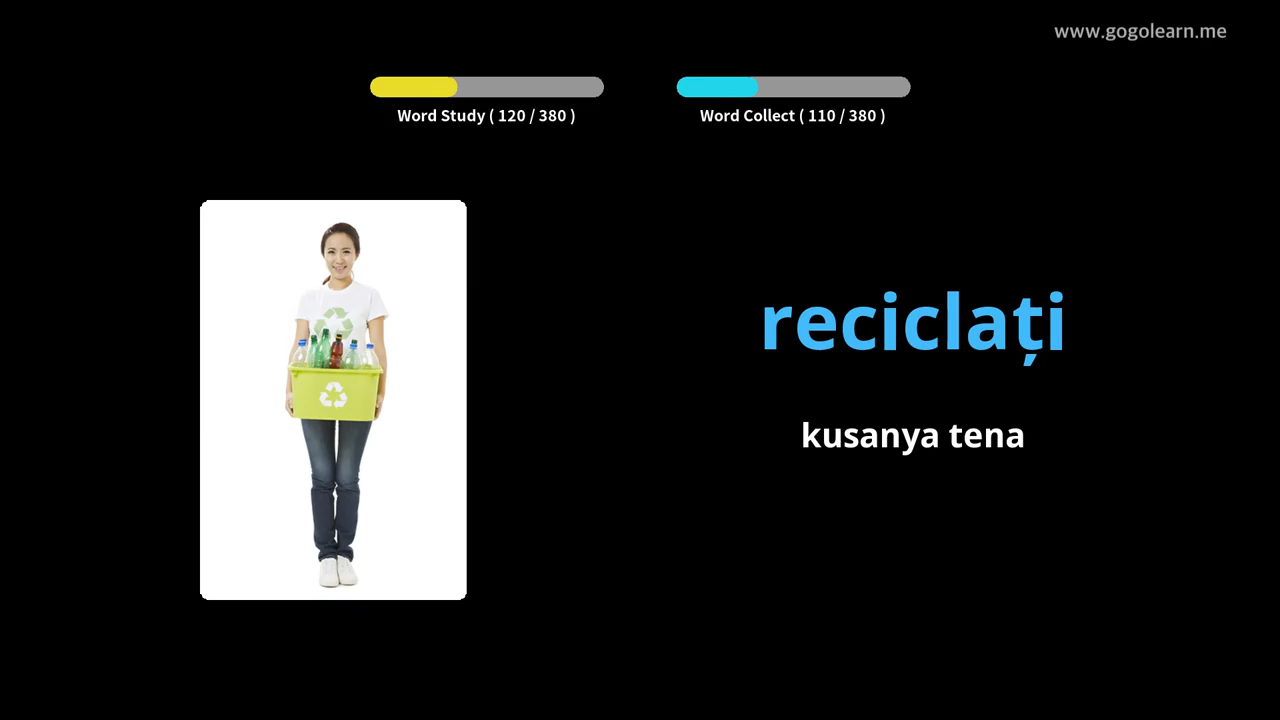 www.gogolearn.me
Word Study ( 120 / 380 )
Word Collect ( 110 / 380 )
reciclați
kusanya tena